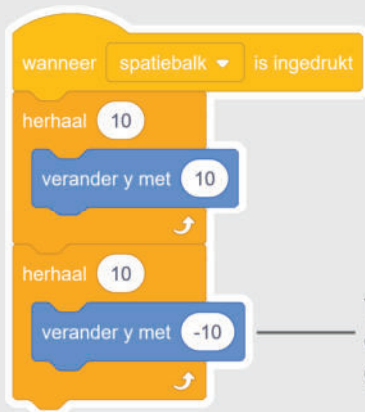 wanneer spatiebalk is ingedrukt
herhaal 10
verander y met 10
herhaal 10
verander y met -10